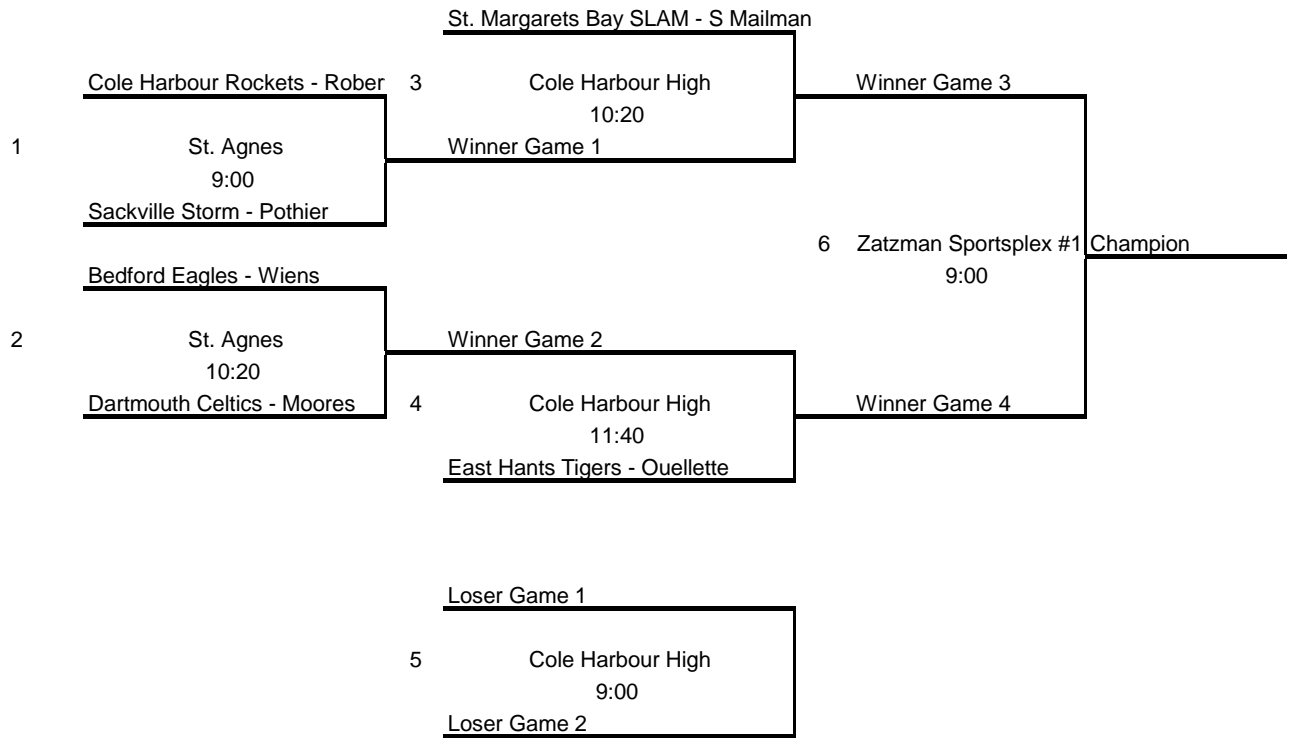 St. Margarets Bay SLAM - S Mailman
Cole Harbour Rockets - Rober 3 Cole Harbour High Winner Game 3
10:20
1 St. Agnes Winner Game 1
9:00
Sackville Storm - Pothier
6 Zatzman Sportsplex #1 Champion
Bedford Eagles - Wiens 9:00
2 St. Agnes Winner Game 2
10:20
Dartmouth Celtics - Moores 4 Cole Harbour High Winner Game 4
11:40
East Hants Tigers - Ouellette
Loser Game 1
5 Cole Harbour High
9:00
Loser Game 2